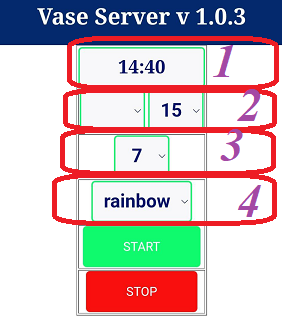 Vase Server v 1.0.3
14:40 1
15 2
7 3
rainbow 4
START
STOP